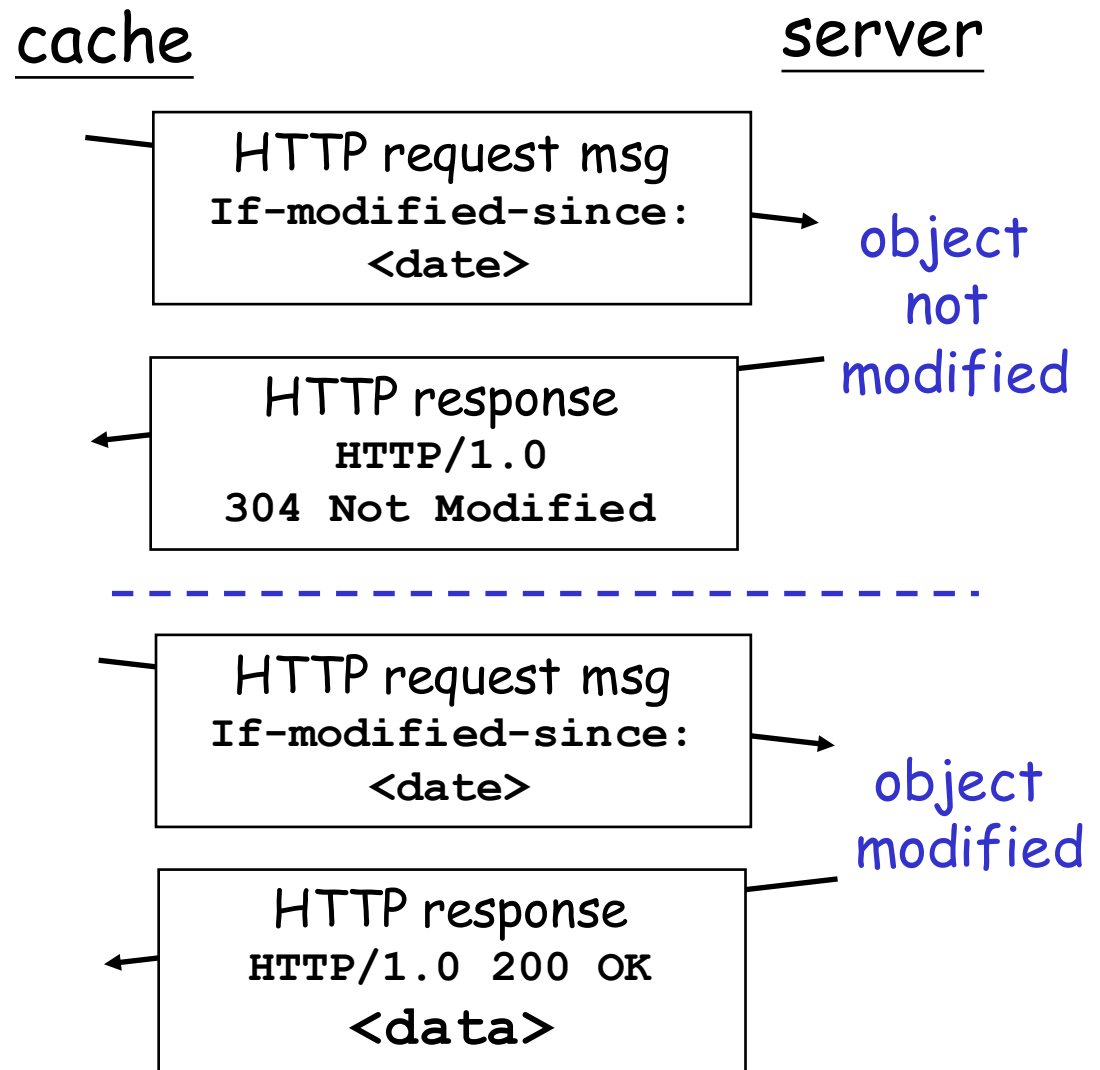 cache
server
HTTP request msg
If-modified-since:
<date>
object
not
modified
HTTP response
HTTP/1.0
304 Not Modified
HTTP request msg
If-modified-since:
<date>
object
modified
HTTP response
HTTP/1.0 200 OK
<data>